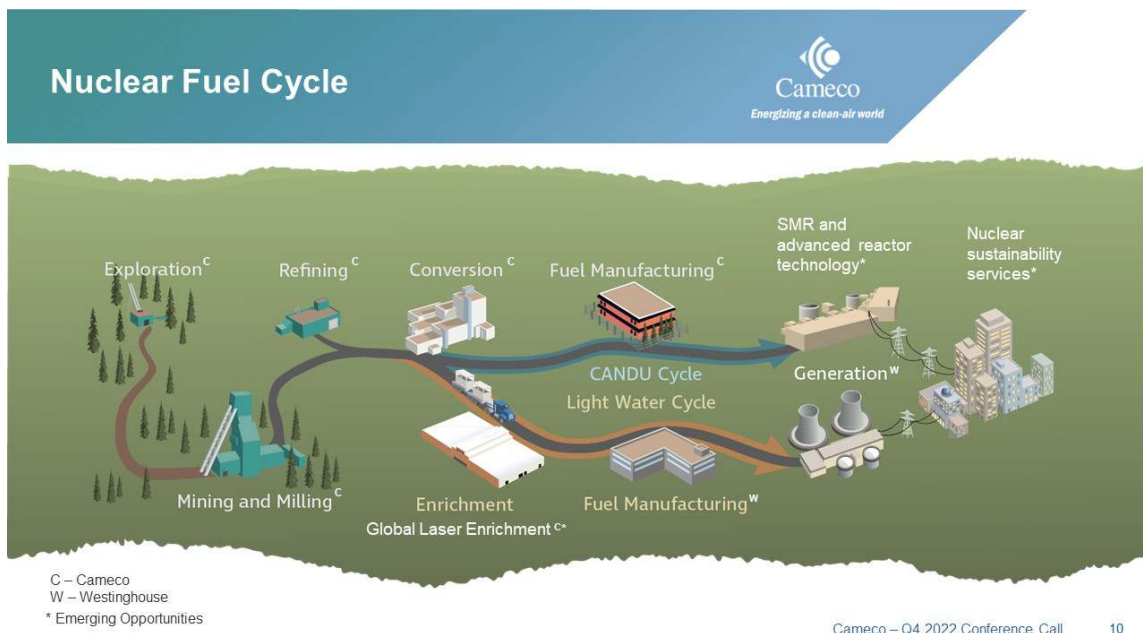 Nuclear Fuel Cycle
Cameco
Energizing a clean-air world
SMR and
advanced reactor
technology*
Nuclear
sustainability
services*
Exploration C
Refining C
Conversion C
Fuel Manufacturing C
CANDU Cycle
Light Water Cycle
Generation W
Mining and Milling C
Enrichment
Global Laser Enrichment C*
Fuel Manufacturing W
C – Cameco
W – Westinghouse
* Emerging Opportunities
Cameco – Q4 2022 Conference Call 10